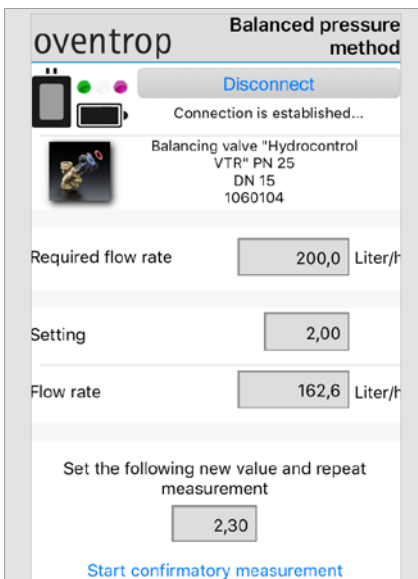 oventrop
Balanced pressure
method
Disconnect
Connection is established...
Balancing valve "Hydrocontrol
VTR" PN 25
DN 15
1060104
Required flow rate 200,0 Liter/h
Setting 2,00
Flow rate 162,6 Liter/h
Set the following new value and repeat
measurement
2,30
Start confirmatory measurement